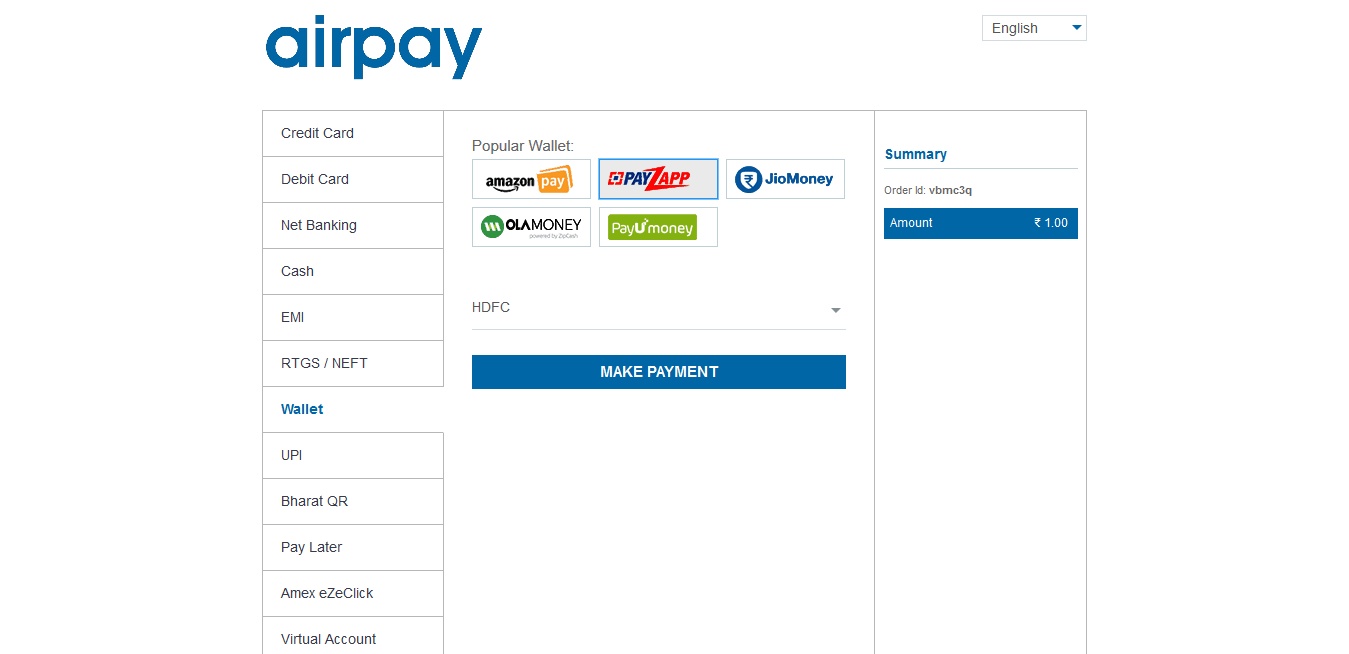 airpay
English
Credit Card
Debit Card
Net Banking
Cash
EMI
RTGS / NEFT
Wallet
UPI
Bharat QR
Pay Later
Amex eZeClick
Virtual Account
Popular Wallet:
amazon pay
PAYZAPP
JioMoney
OLAMONEY
powered by ZipCash
PayUmoney
HDFC
MAKE PAYMENT
Summary
Order Id: vbmc3q
Amount ₹ 1.00